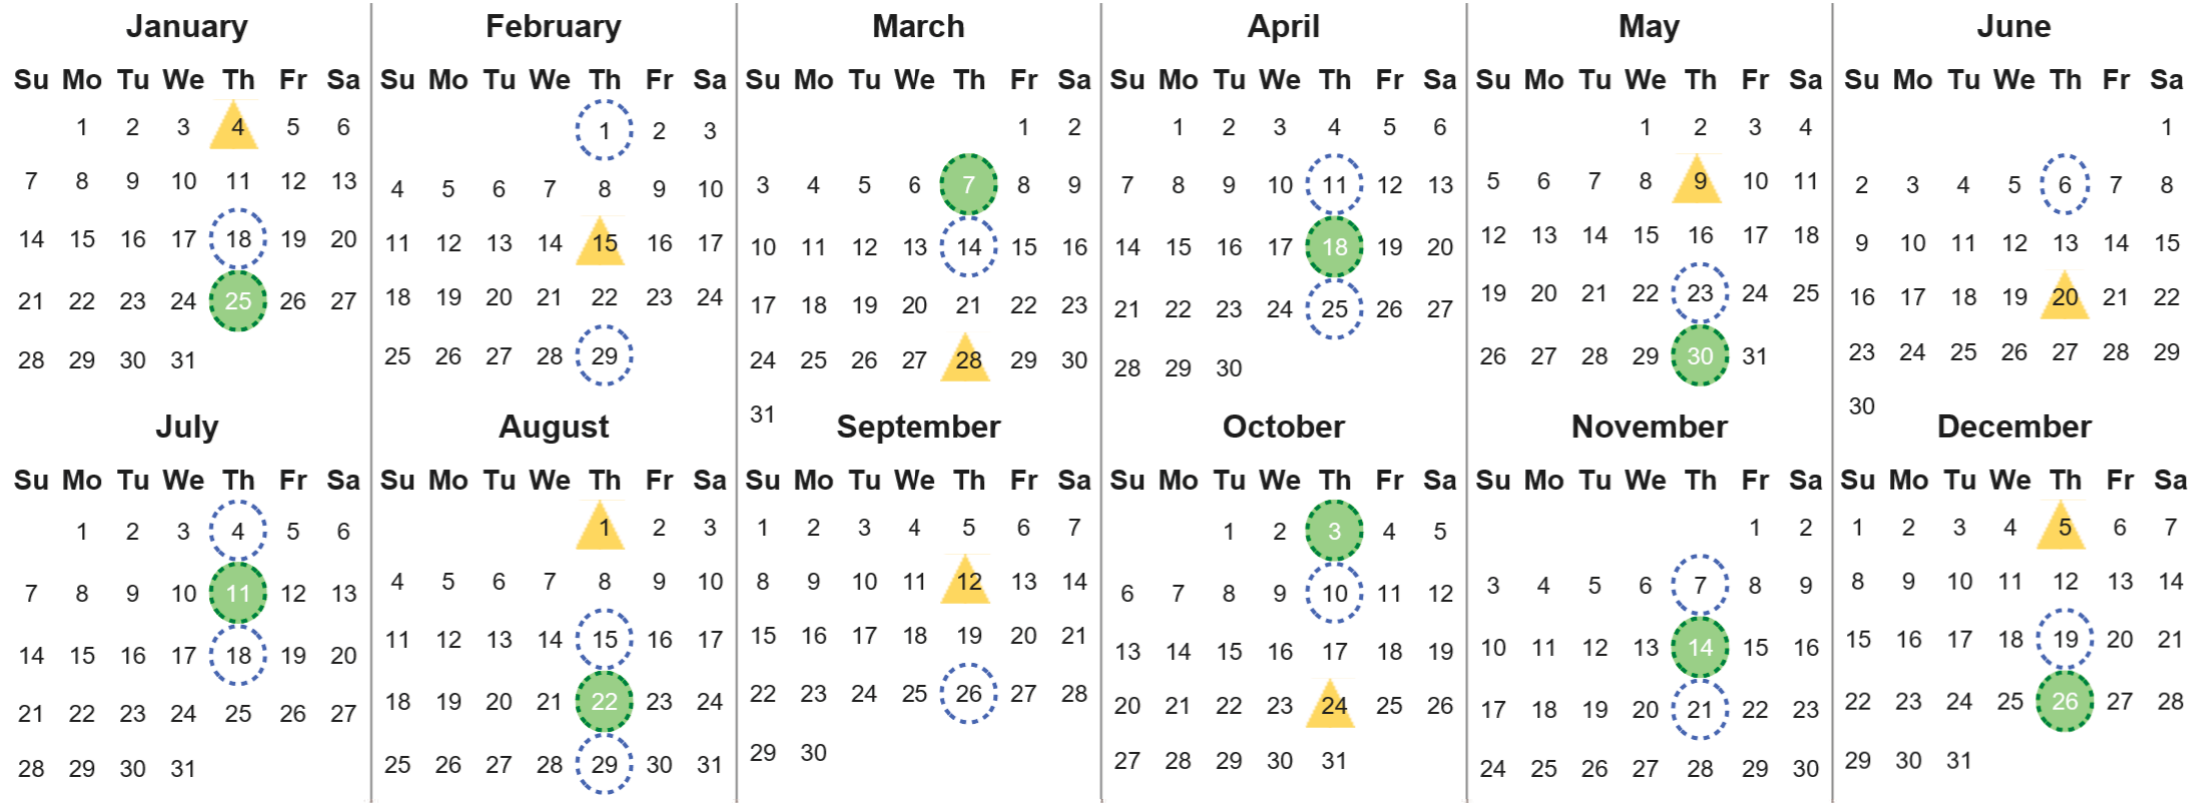 January
Su Mo Tu We Th Fr Sa
1 2 3 4 5 6
7 8 9 10 11 12 13
14 15 16 17 18 19 20
21 22 23 24 25 26 27
28 29 30 31
February
Su Mo Tu We Th Fr Sa
1 2 3
4 5 6 7 8 9 10
11 12 13 14 15 16 17
18 19 20 21 22 23 24
25 26 27 28 29
March
Su Mo Tu We Th Fr Sa
1 2
3 4 5 6 7 8 9
10 11 12 13 14 15 16
17 18 19 20 21 22 23
24 25 26 27 28 29 30
31
April
Su Mo Tu We Th Fr Sa
1 2 3 4 5 6
7 8 9 10 11 12 13
14 15 16 17 18 19 20
21 22 23 24 25 26 27
28 29 30
May
Su Mo Tu We Th Fr Sa
1 2 3 4
5 6 7 8 9 10 11
12 13 14 15 16 17 18
19 20 21 22 23 24 25
26 27 28 29 30 31
June
Su Mo Tu We Th Fr Sa
1
2 3 4 5 6 7 8
9 10 11 12 13 14 15
16 17 18 19 20 21 22
23 24 25 26 27 28 29
30
July
Su Mo Tu We Th Fr Sa
1 2 3 4 5 6
7 8 9 10 11 12 13
14 15 16 17 18 19 20
21 22 23 24 25 26 27
28 29 30 31
August
Su Mo Tu We Th Fr Sa
1 2 3
4 5 6 7 8 9 10
11 12 13 14 15 16 17
18 19 20 21 22 23 24
25 26 27 28 29 30 31
September
Su Mo Tu We Th Fr Sa
1 2 3 4 5 6 7
8 9 10 11 12 13 14
15 16 17 18 19 20 21
22 23 24 25 26 27 28
29 30
October
Su Mo Tu We Th Fr Sa
1 2 3 4 5
6 7 8 9 10 11 12
13 14 15 16 17 18 19
20 21 22 23 24 25 26
27 28 29 30 31
November
Su Mo Tu We Th Fr Sa
1 2
3 4 5 6 7 8 9
10 11 12 13 14 15 16
17 18 19 20 21 22 23
24 25 26 27 28 29 30
December
Su Mo Tu We Th Fr Sa
1 2 3 4 5 6 7
8 9 10 11 12 13 14
15 16 17 18 19 20 21
22 23 24 25 26 27 28
29 30 31